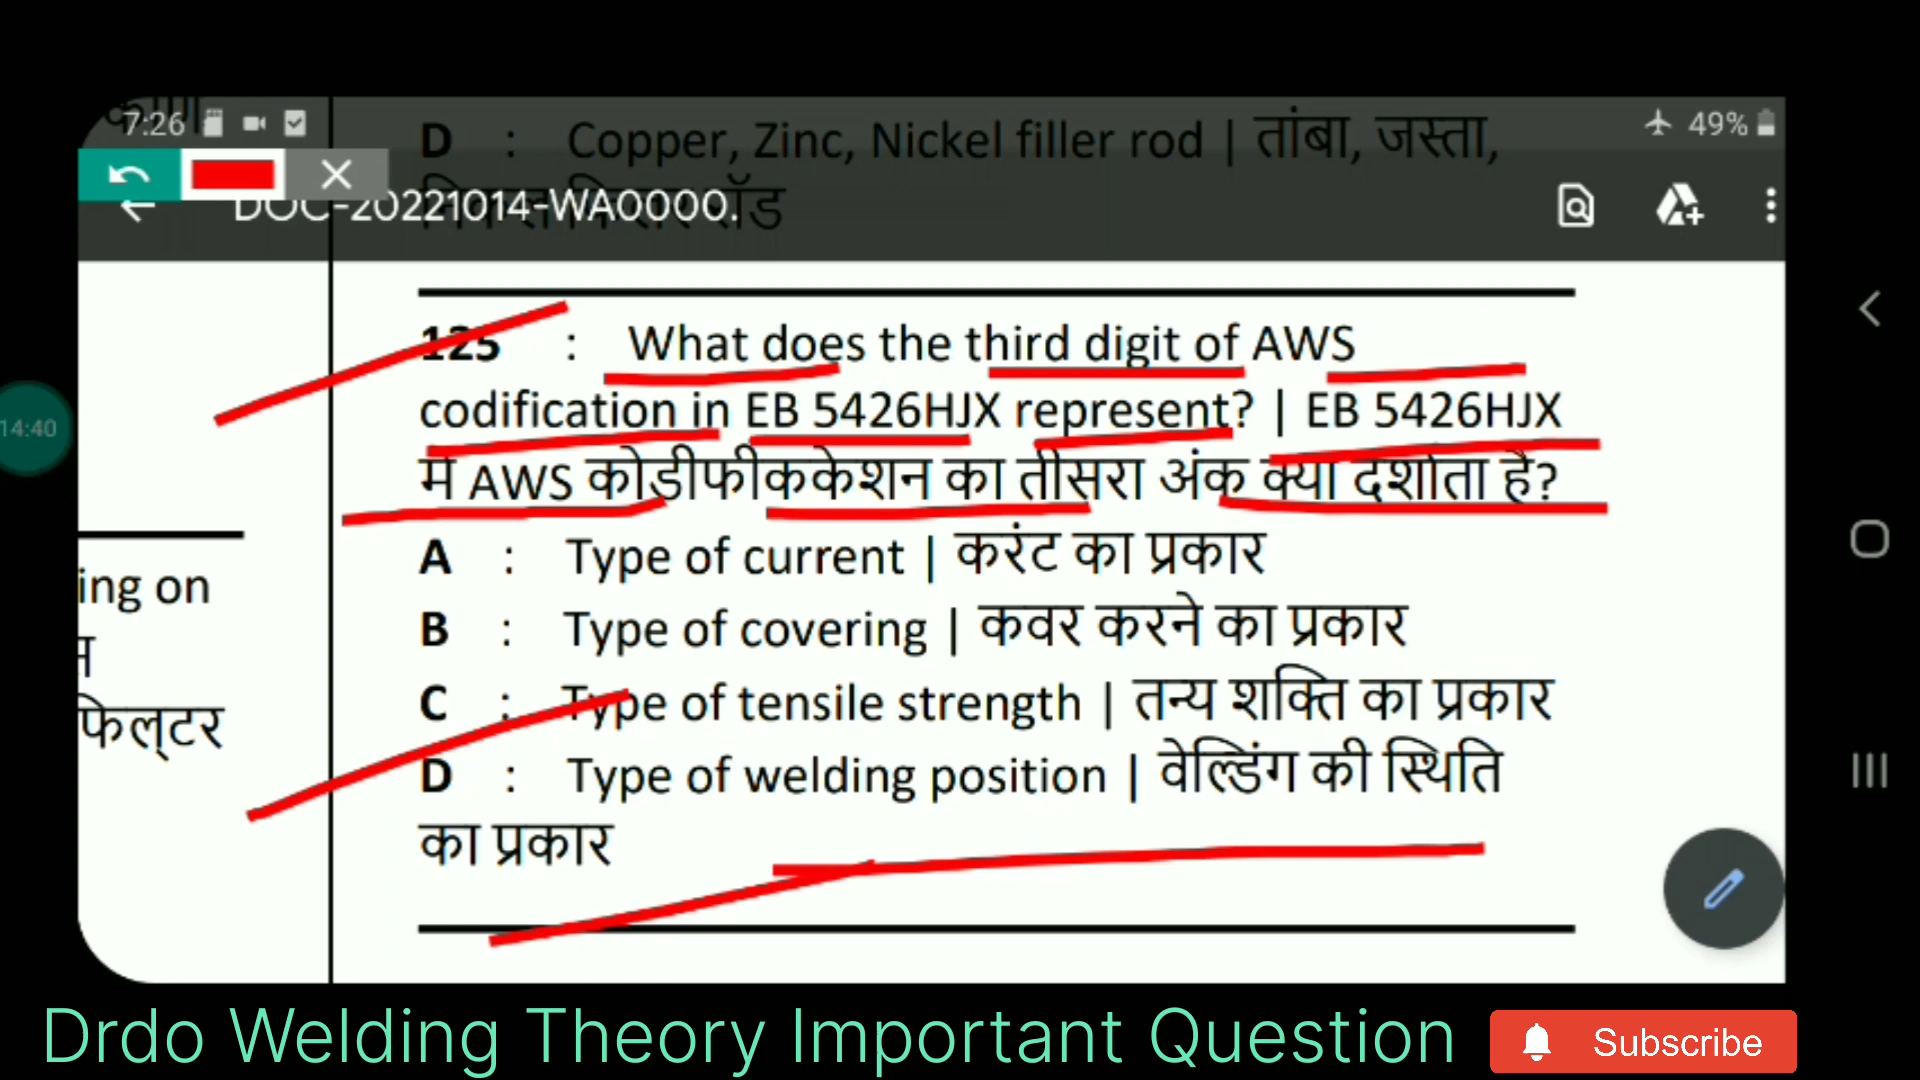 7:26
49%
D : Copper, Zinc, Nickel filler rod | तांबा, जस्ता,
DOC-20221014-WA0000.
125 : What does the third digit of AWS
codification in EB 5426HJX represent? | EB 5426HJX
14:40
में AWS कोडीफीककेशन का तीसरा अंक क्या दर्शाता है?
A : Type of current | करंट का प्रकार
ing on
B : Type of covering | कवर करने का प्रकार
C : Type of tensile strength | तन्य शक्ति का प्रकार
फिल्टर
D : Type of welding position | वेल्डिंग की स्थिति
का प्रकार
Drdo Welding Theory Important Question
Subscribe